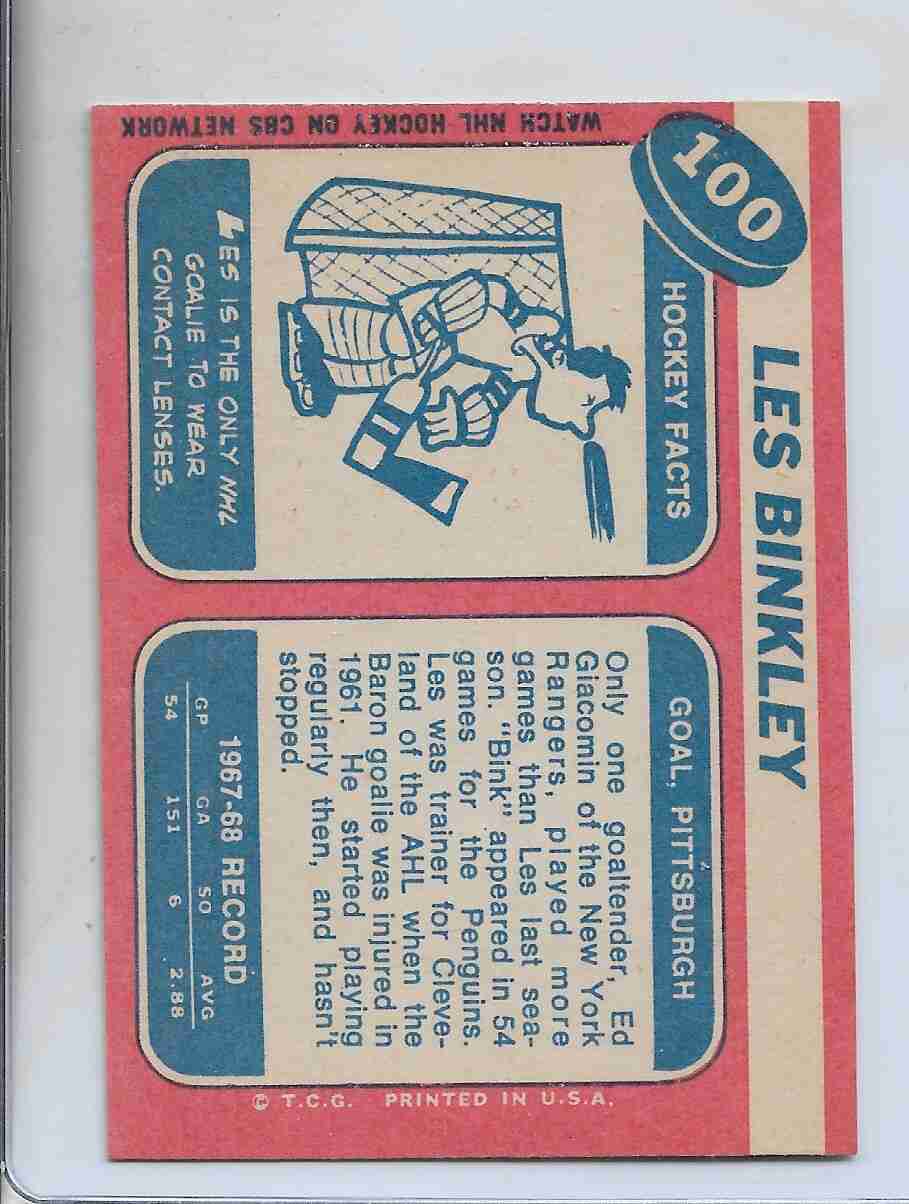 100
LES BINKLEY
HOCKEY FACTS
LES IS THE ONLY NHL
GOALIE TO WEAR
CONTACT LENSES.
WATCH NHL HOCKEY ON CBS NETWORK
GOAL, PITTSBURGH
Only one goaltender, Ed
Giacomin of the New York
Rangers, played more
games than Les last sea-
son. "Bink" appeared in 54
games for the Penguins.
Les was trainer for Cleve-
land of the AHL when the
Baron goalie was injured in
1961. He started playing
regularly then, and hasn't
stopped.
1967-68 RECORD
GP GA SO AVG
54 151 6 2.88
© T.C.G. PRINTED IN U.S.A.